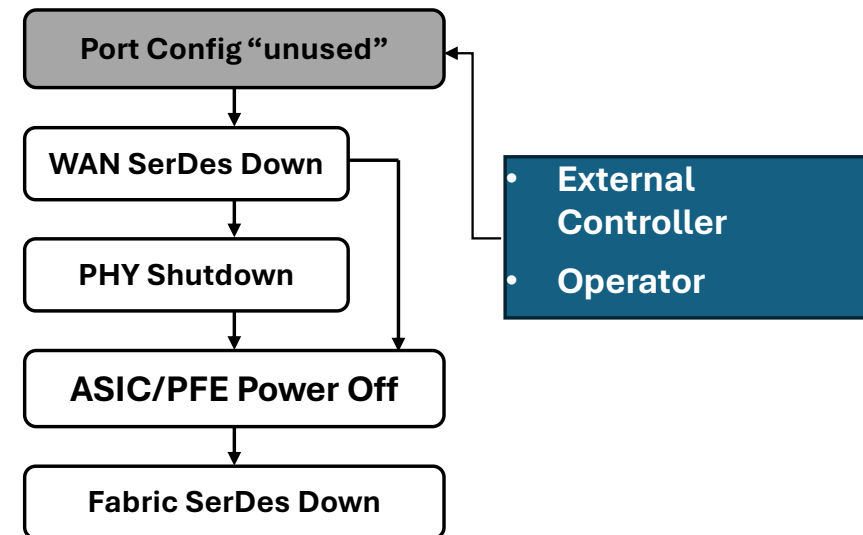 Port Config “unused”
WAN SerDes Down
PHY Shutdown
ASIC/PFE Power Off
Fabric SerDes Down
• External
Controller
• Operator